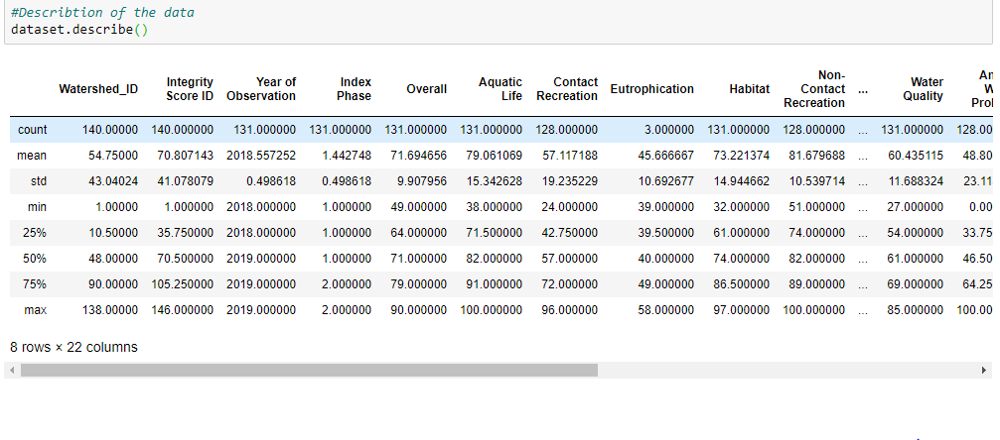 #Describtion of the data
dataset.describe()
Watershed_ID Integrity Score ID Year of Observation Index Phase Overall Aquatic Life Contact Recreation Eutrophication Habitat Non-Contact Recreation ... Water Quality
count 140.00000 140.000000 131.000000 131.000000 131.000000 131.000000 128.000000 3.000000 131.000000 128.000000 ... 131.000000 128.00
mean 54.75000 70.807143 2018.557252 1.442748 71.694656 79.061069 57.117188 45.666667 73.221374 81.679688 ... 60.435115 48.80
std 43.04024 41.078079 0.498618 0.498618 9.907956 15.342628 19.235229 10.692677 14.944662 10.539714 ... 11.688324 23.11
min 1.00000 1.000000 2018.000000 1.000000 49.000000 38.000000 24.000000 39.000000 32.000000 51.000000 ... 27.000000 0.00
25% 10.50000 35.750000 2018.000000 1.000000 64.000000 71.500000 42.750000 39.500000 61.000000 74.000000 ... 54.000000 33.75
50% 48.00000 70.500000 2019.000000 1.000000 71.000000 82.000000 57.000000 40.000000 74.000000 82.000000 ... 61.000000 46.50
75% 90.00000 105.250000 2019.000000 2.000000 79.000000 91.000000 72.000000 49.000000 86.500000 89.000000 ... 69.000000 64.25
max 138.00000 146.000000 2019.000000 2.000000 90.000000 100.000000 96.000000 58.000000 97.000000 100.000000 ... 85.000000 100.00
8 rows × 22 columns